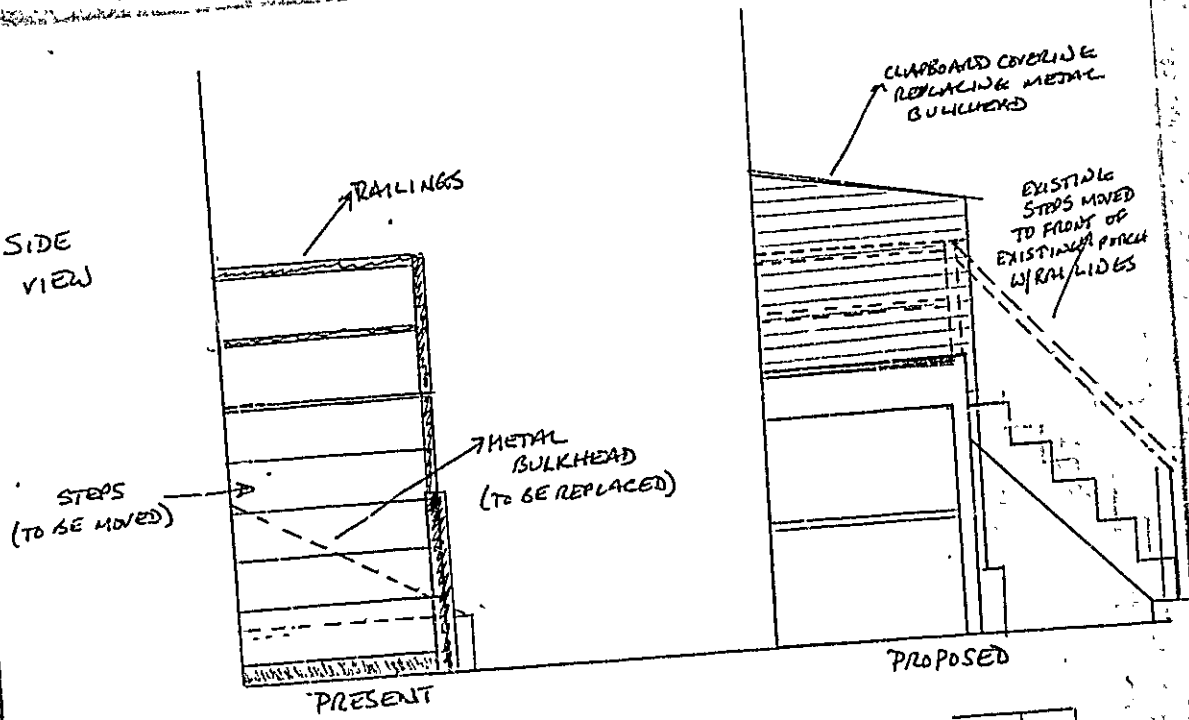 SIDE
VIEW
RAILINGS
STEPS
(TO BE MOVED)
METAL
BULKHEAD
(TO BE REPLACED)
PRESENT
CLAPBOARD COVERING
REPLACING METAL
BULKHEAD
EXISTING
STEPS MOVED
TO FRONT OF
EXISTING PORCH
W/RAILINGS
PROPOSED